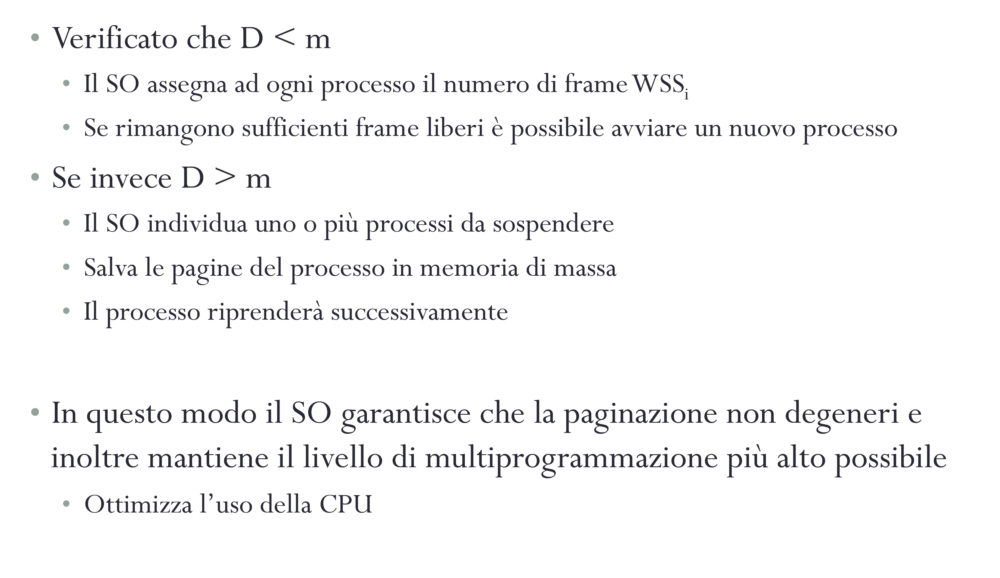 • Verificato che D < m
• Il SO assegna ad ogni processo il numero di frame WSSi
• Se rimangono sufficienti frame liberi è possibile avviare un nuovo processo
• Se invece D > m
• Il SO individua uno o più processi da sospendere
• Salva le pagine del processo in memoria di massa
• Il processo riprenderà successivamente
• In questo modo il SO garantisce che la paginazione non degeneri e
inoltre mantiene il livello di multiprogrammazione più alto possibile
• Ottimizza l’uso della CPU